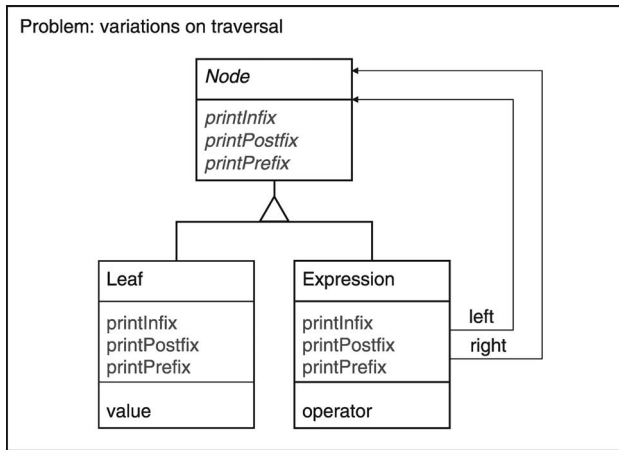 Problem: variations on traversal
Node
printInfix
printPostfix
printPrefix
Leaf
printInfix
printPostfix
printPrefix
value
Expression
printInfix
printPostfix
printPrefix
operator
left
right